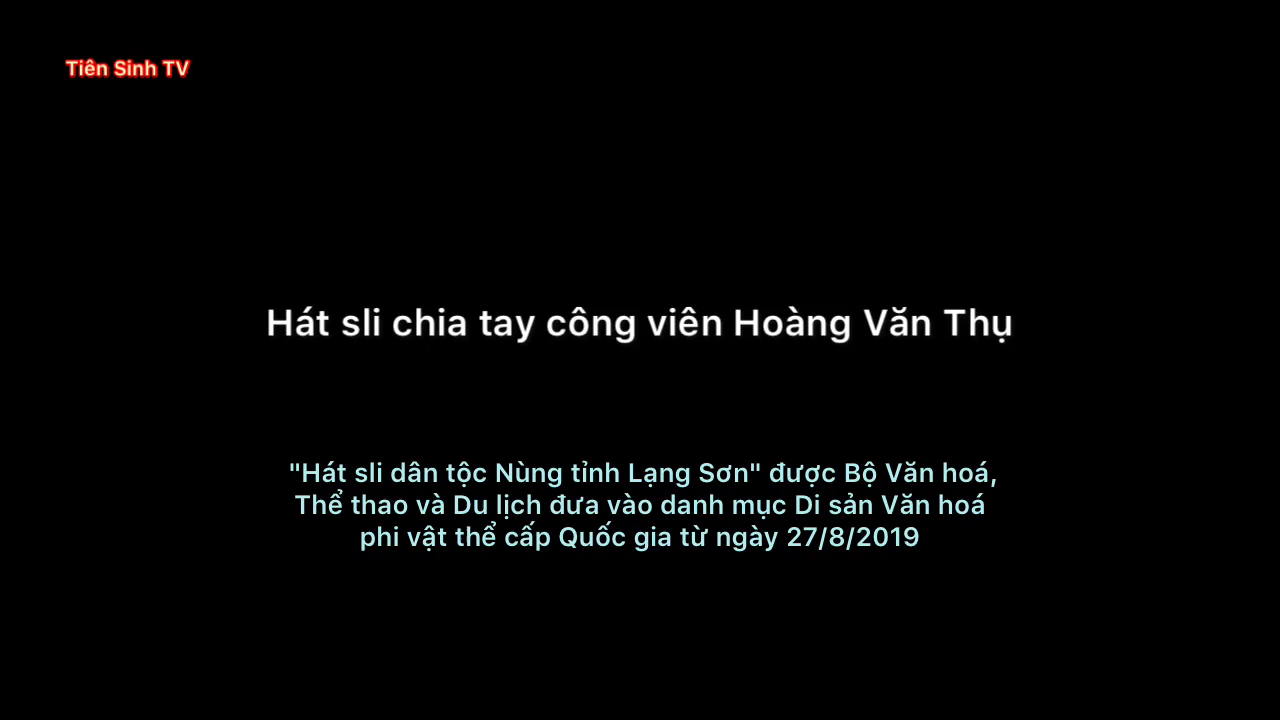 Tiên Sinh TV
Hát sli chia tay công viên Hoàng Văn Thụ
"Hát sli dân tộc Nùng tỉnh Lạng Sơn" được Bộ Văn hoá,
Thể thao và Du lịch đưa vào danh mục Di sản Văn hoá
phi vật thể cấp Quốc gia từ ngày 27/8/2019